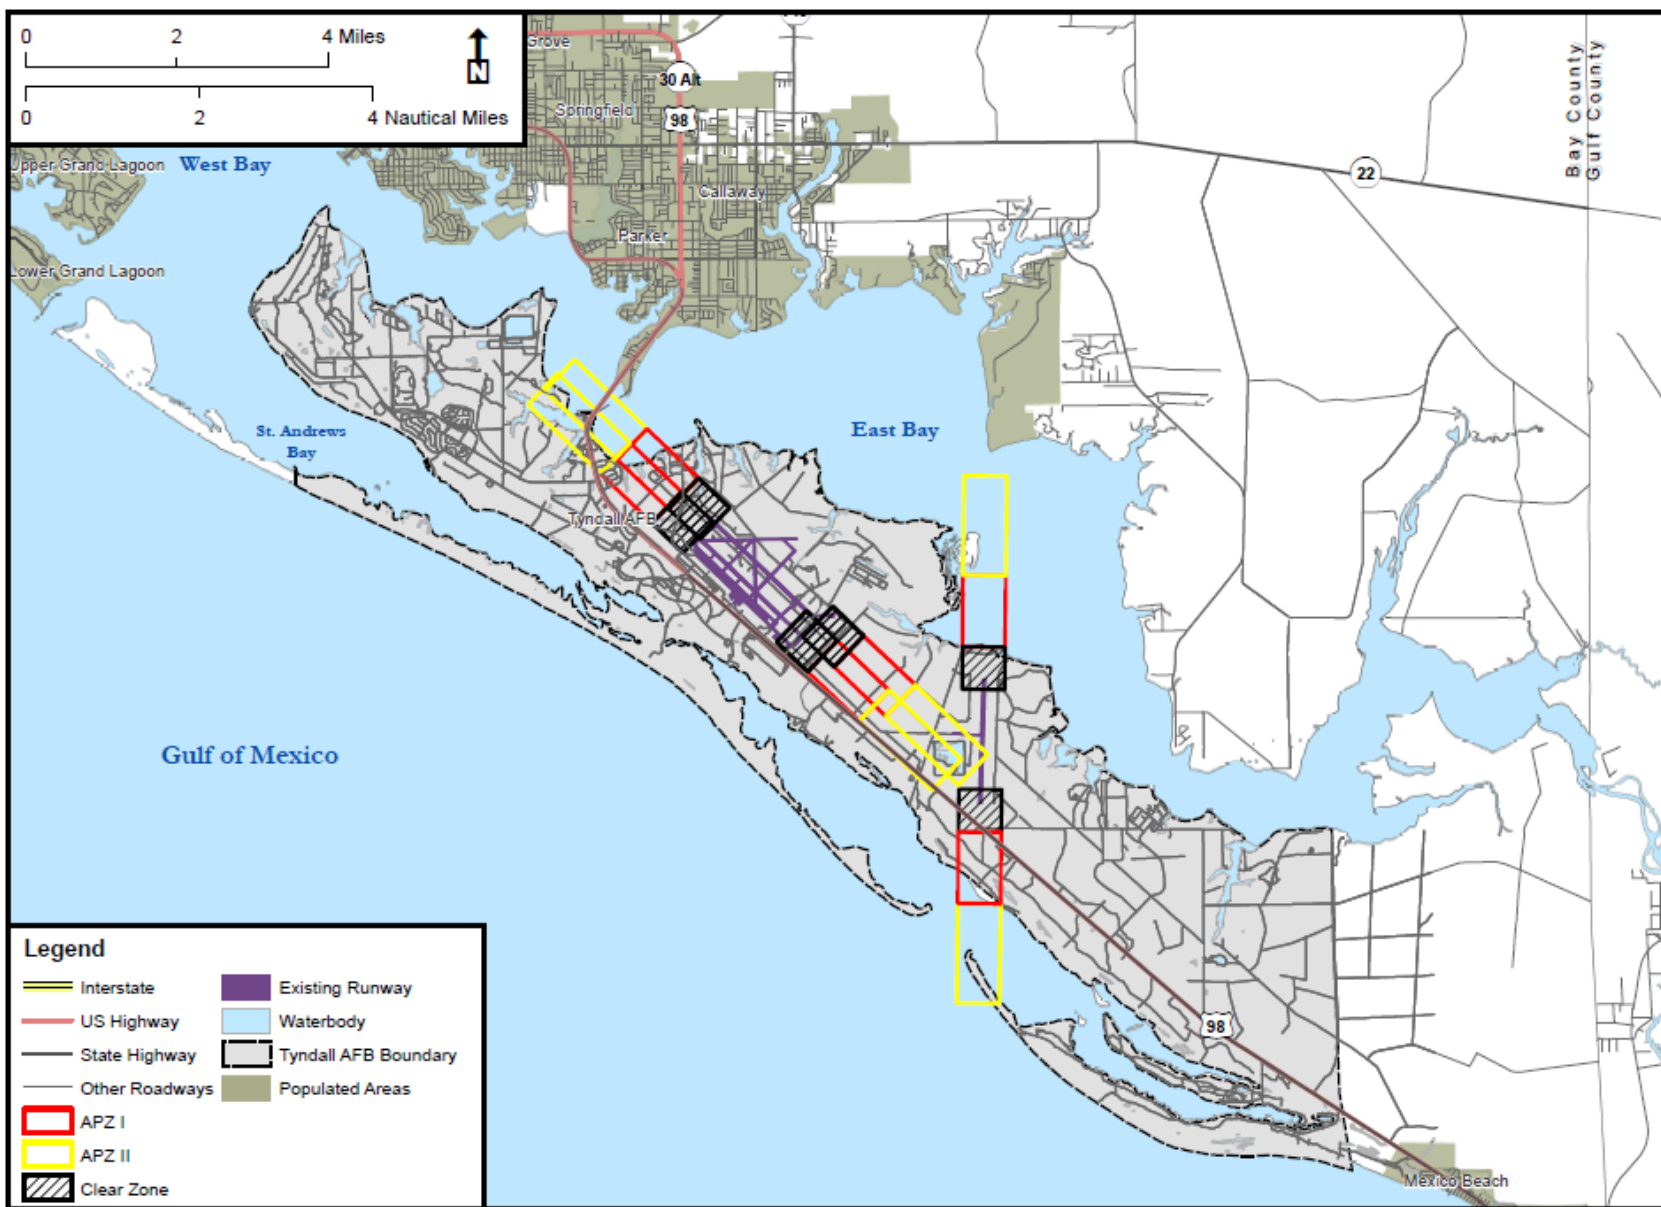 0 2 4 Miles
N
0 2 4 Nautical Miles
Grove
30 Alt
98
Springfield
Upper Grand Lagoon
West Bay
Callaway
Parker
Lower Grand Lagoon
22
Bay County
Gulf County
St. Andrews
Bay
East Bay
Tyndall AFB
Gulf of Mexico
98
Mexico Beach
Legend
Interstate
US Highway
State Highway
Other Roadways
APZ I
APZ II
Clear Zone
Existing Runway
Waterbody
Tyndall AFB Boundary
Populated Areas